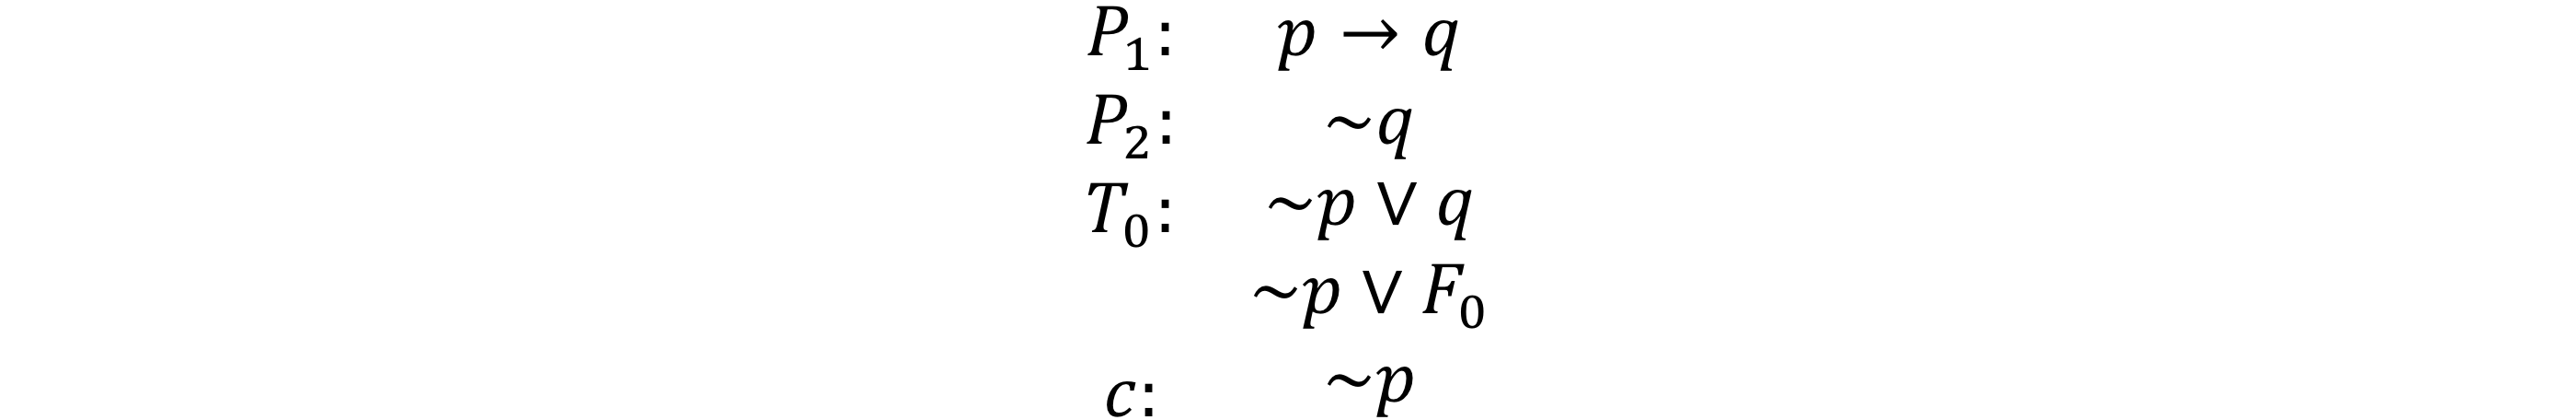 P₁: p → q
P₂: ~q
T₀: ~p ∨ q
~p ∨ F₀
c: ~p